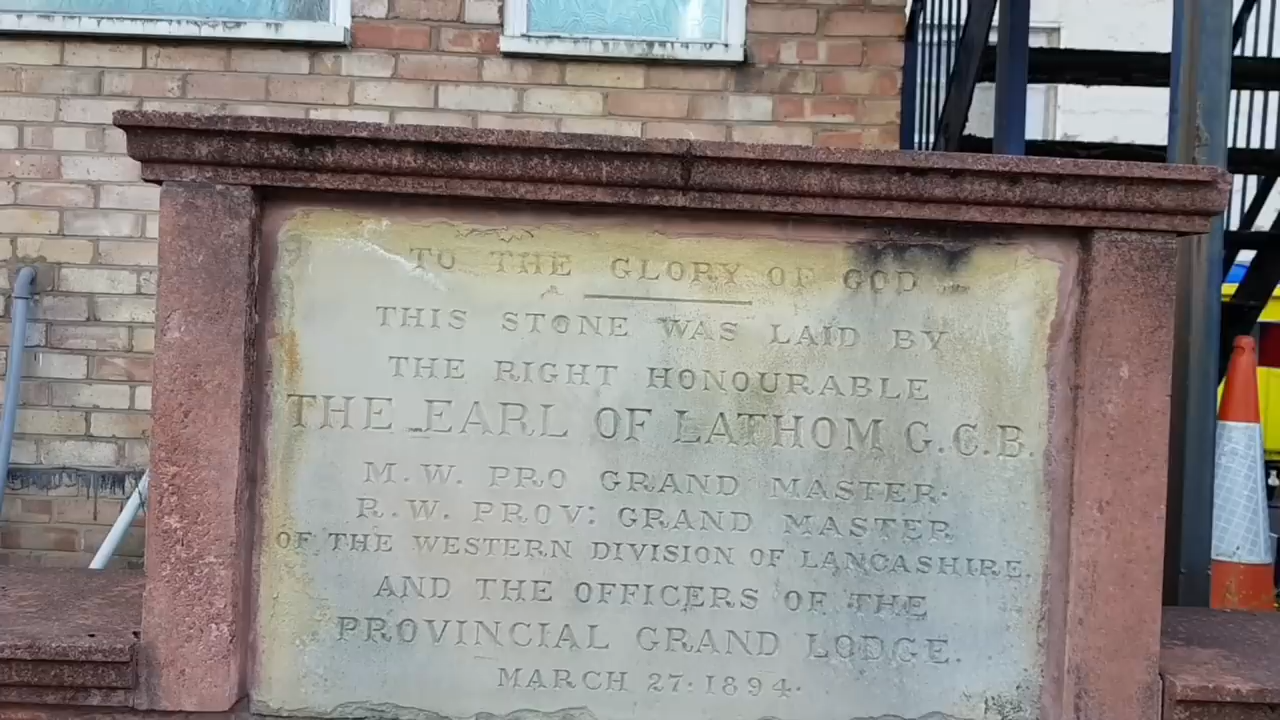 TO THE GLORY OF GOD
THIS STONE WAS LAID BY
THE RIGHT HONOURABLE
THE EARL OF LATHOM G.C.B.
M.W. PRO GRAND MASTER·
R.W. PROV: GRAND MASTER
OF THE WESTERN DIVISION OF LANCASHIRE,
AND THE OFFICERS OF THE
PROVINCIAL GRAND LODGE.
MARCH 27·1894·